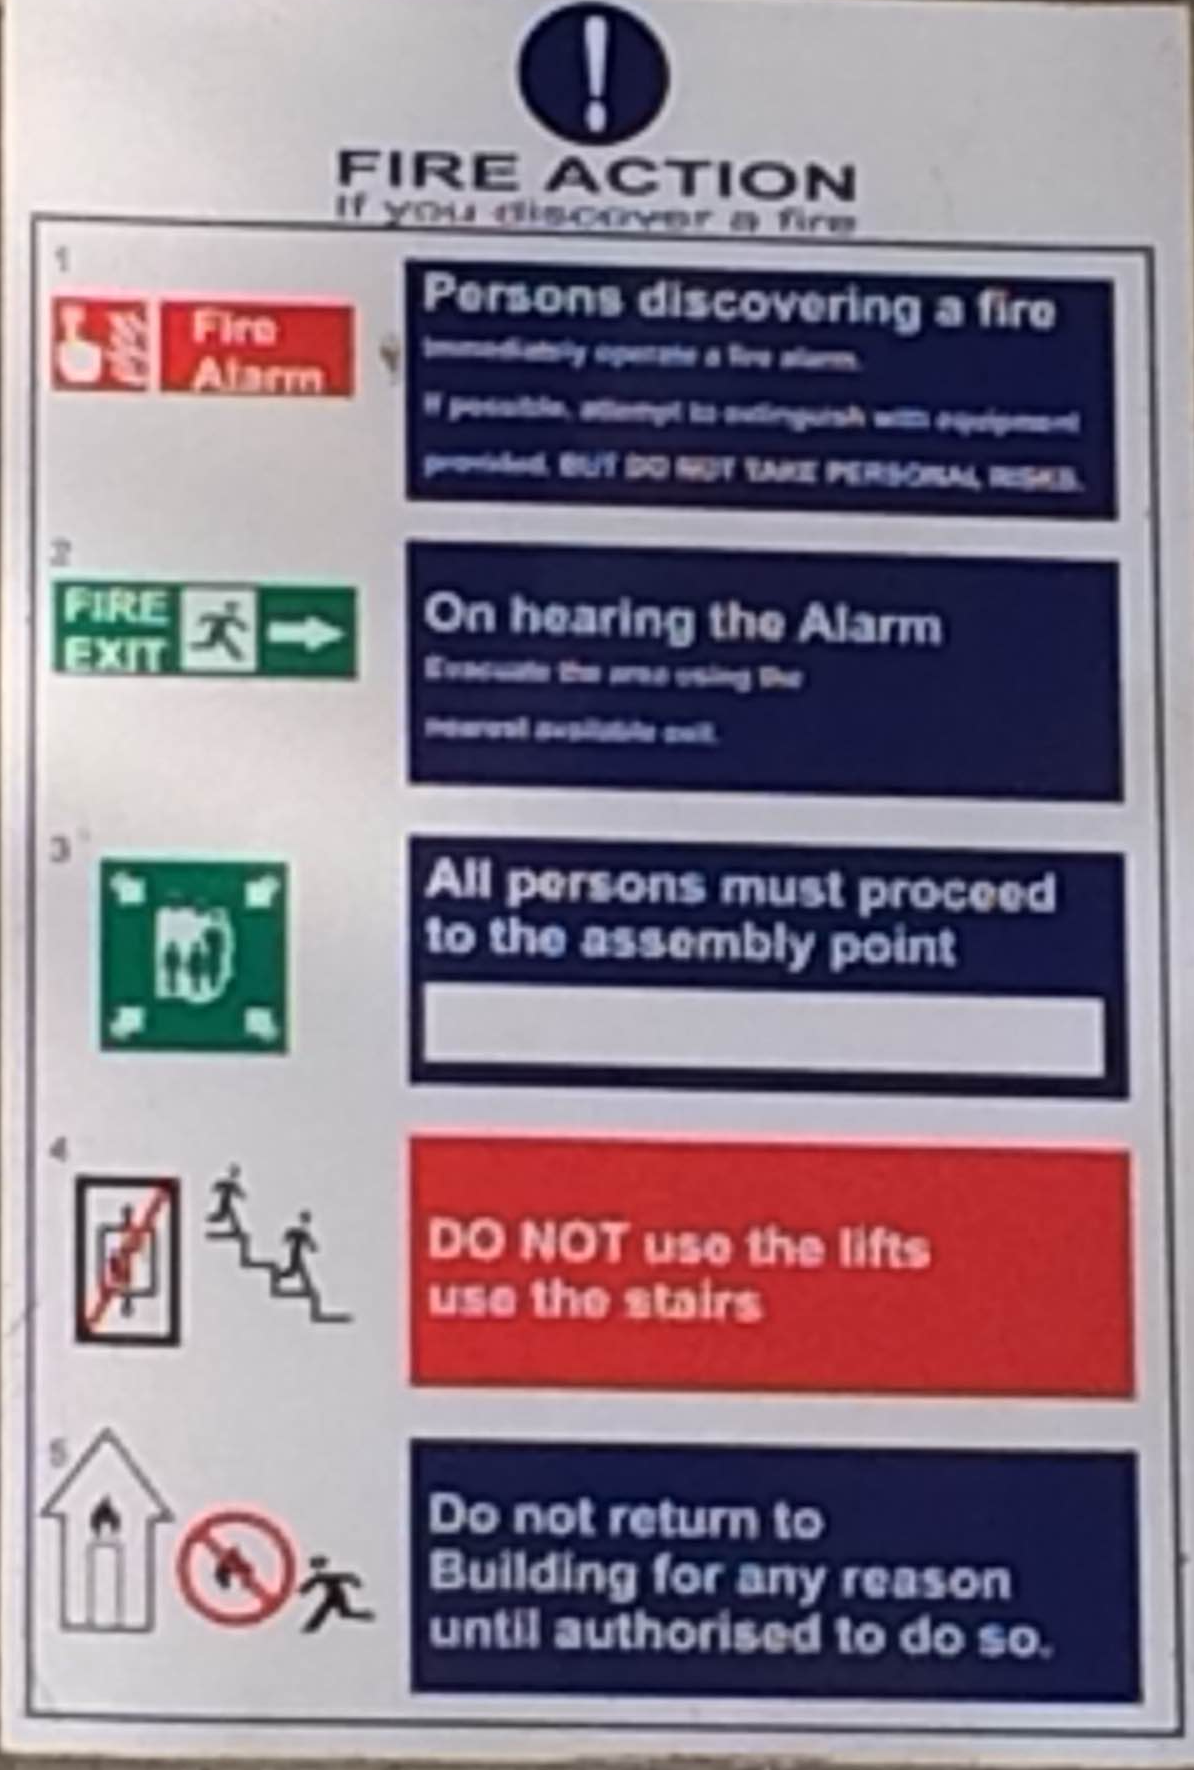 !
FIRE ACTION
If you discover a fire
1
Fire
Alarm
Persons discovering a fire
Immediately operate a fire alarm.
If possible, attempt to extinguish with equipment
provided, BUT DO NOT TAKE PERSONAL RISKS.
2
FIRE
EXIT
On hearing the Alarm
Evacuate the area using the
nearest available exit.
3
All persons must proceed
to the assembly point
4
DO NOT use the lifts
use the stairs
5
Do not return to
Building for any reason
until authorised to do so.